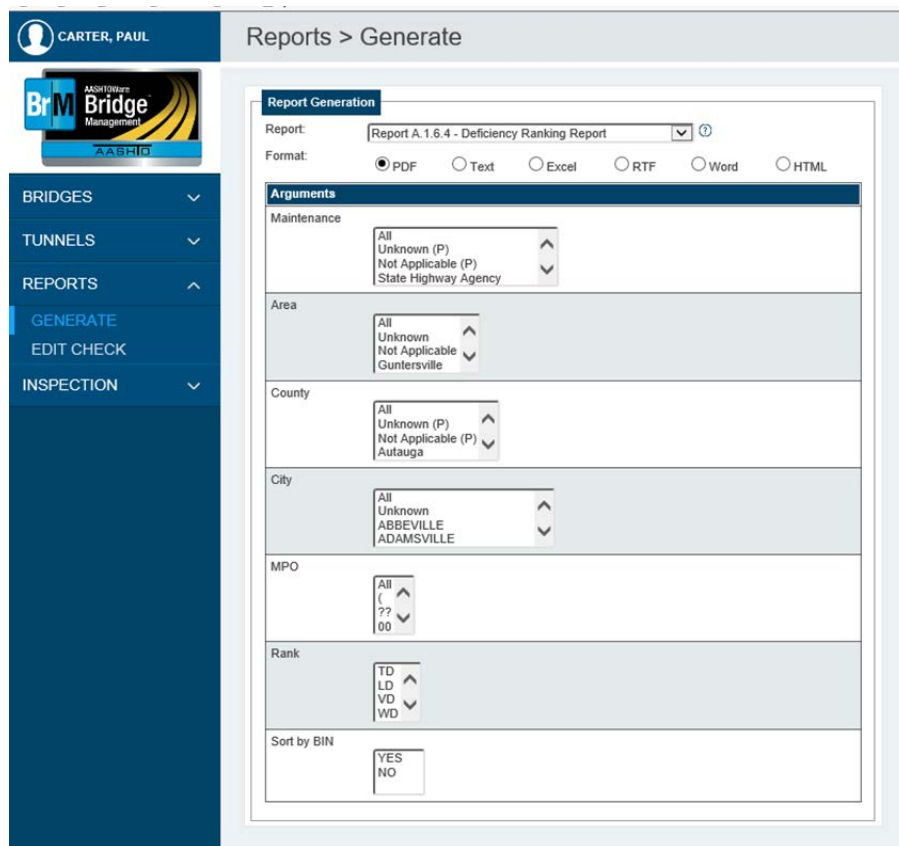 CARTER, PAUL
Reports > Generate
BrM AASHTOWare
Bridge
Management
AASHTO
BRIDGES
TUNNELS
REPORTS
GENERATE
EDIT CHECK
INSPECTION
Report Generation
Report: Report A.1.6.4 - Deficiency Ranking Report
Format: PDF Text Excel RTF Word HTML
Arguments
Maintenance
All
Unknown (P)
Not Applicable (P)
State Highway Agency
Area
All
Unknown
Not Applicable
Guntersville
County
All
Unknown (P)
Not Applicable (P)
Autauga
City
All
Unknown
ABBEVILLE
ADAMSVILLE
MPO
All
(
??
00
Rank
TD
LD
VD
WD
Sort by BIN
YES
NO